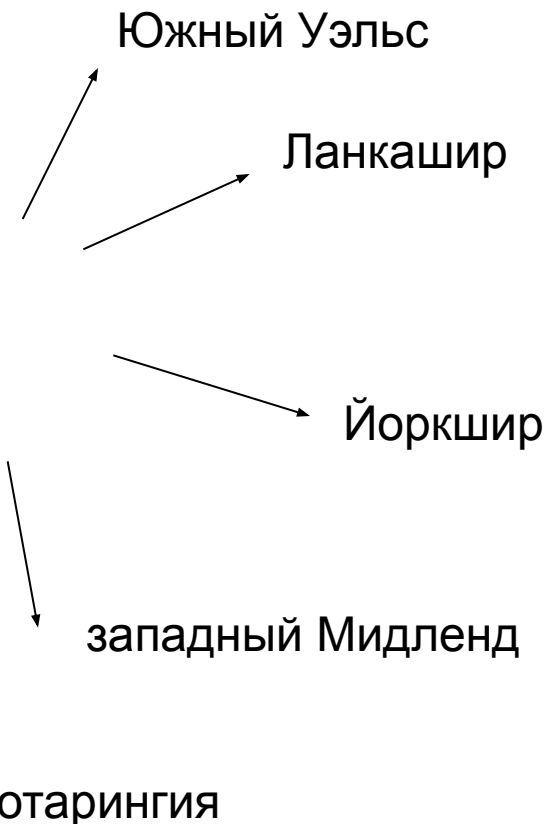 Южный Уэльс
Ланкашир
Йоркшир
западный Мидленд
отарингия